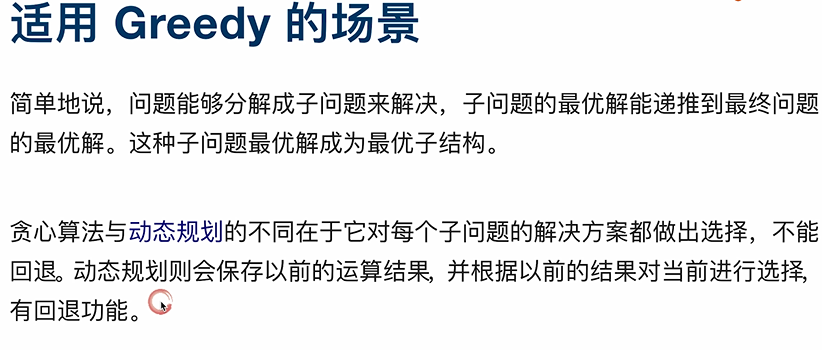 适用 Greedy 的场景
简单地说，问题能够分解成子问题来解决，子问题的最优解能递推到最终问题
的最优解。这种子问题最优解成为最优子结构。
贪心算法与动态规划的不同在于它对每个子问题的解决方案都做出选择，不能
回退。动态规划则会保存以前的运算结果，并根据以前的结果对当前进行选择，
有回退功能。